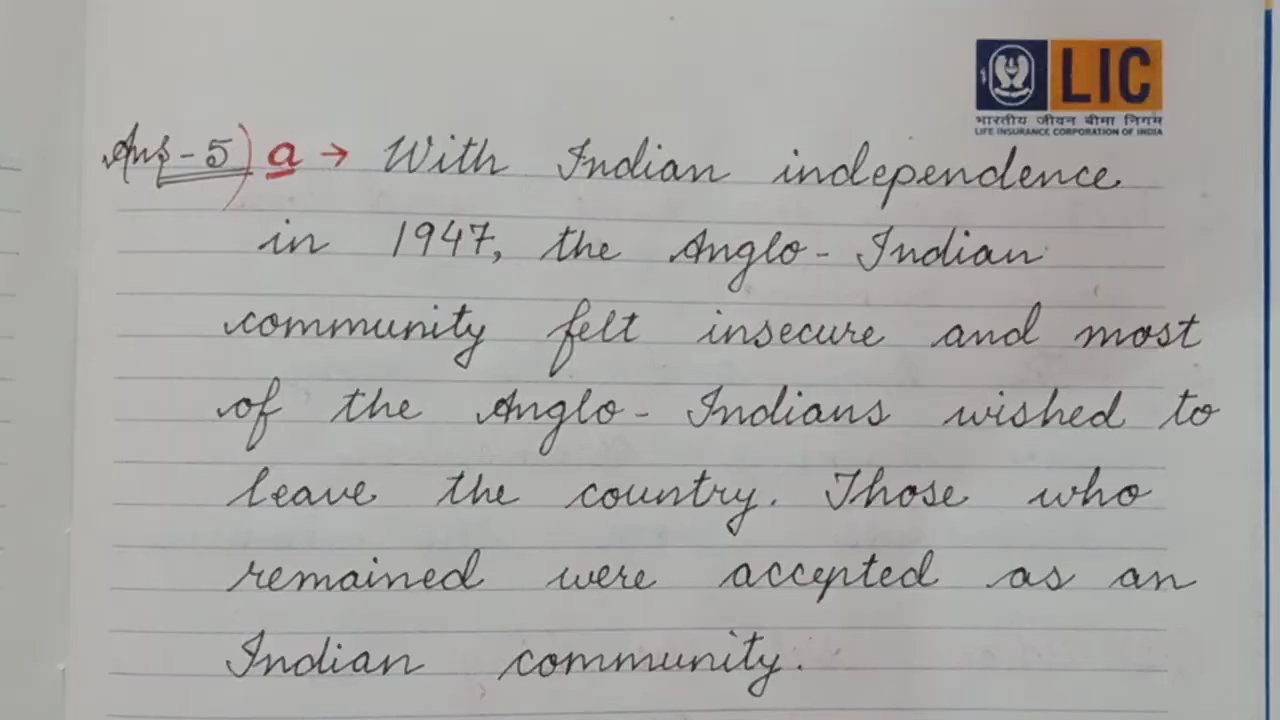 LIC
भारतीय जीवन बीमा निगम
LIFE INSURANCE CORPORATION OF INDIA
Ans-5) a → With Indian independence
in 1947, the Anglo-Indian
community felt insecure and most
of the Anglo-Indians wished to
leave the country. Those who
remained were accepted as an
Indian community.